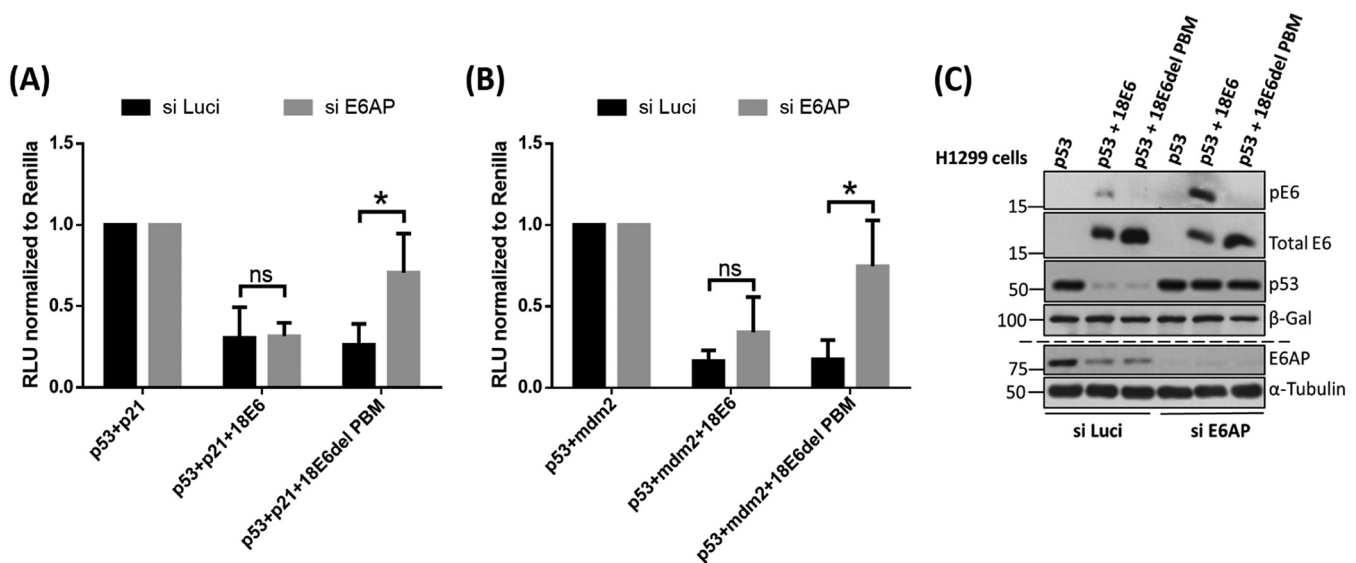 (A)
si Luci
si E6AP
RLU normalized to Renilla
1.5
1.0
0.5
0.0
ns
*
p53+p21
p53+p21+18E6
p53+p21+18E6del PBM
(B)
si Luci
si E6AP
RLU normalized to Renilla
1.5
1.0
0.5
0.0
ns
*
p53+mdm2
p53+mdm2+18E6
p53+mdm2+18E6del PBM
(C)
H1299 cells
p53
p53 + 18E6
p53 + 18E6del PBM
p53
p53 + 18E6
p53 + 18E6del PBM
15
pE6
15
Total E6
50
p53
100
β-Gal
75
E6AP
50
α-Tubulin
si Luci
si E6AP